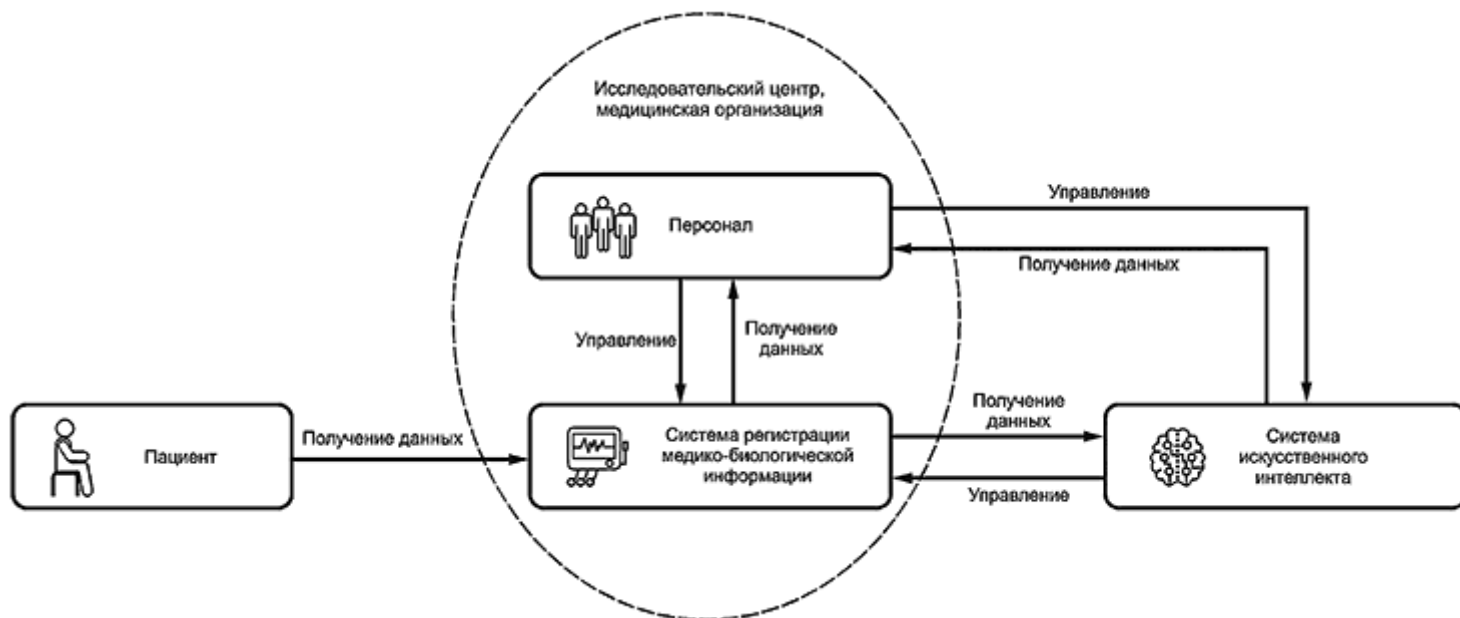 Исследовательский центр,
медицинская организация
Персонал
Управление
Получение данных
Управление
Получение
данных
Пациент
Получение данных
Система регистрации
медико-биологической
информации
Получение
данных
Управление
Система
искусственного
интеллекта